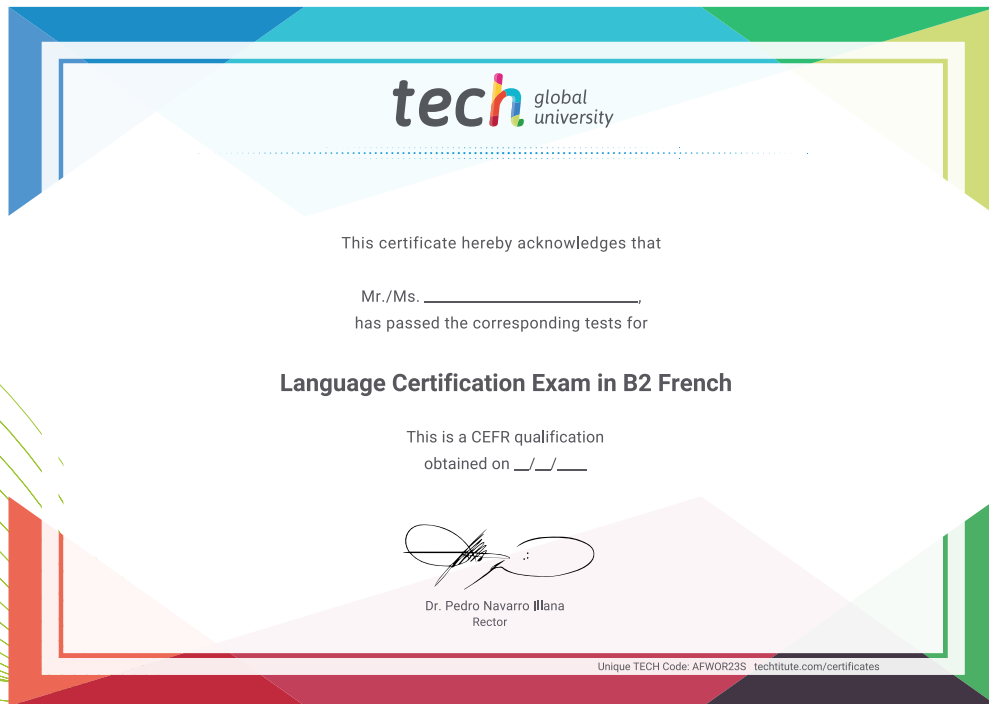 tech global university
This certificate hereby acknowledges that
Mr./Ms. ______________________,
has passed the corresponding tests for
Language Certification Exam in B2 French
This is a CEFR qualification
obtained on __/__/____
Dr. Pedro Navarro Illana
Rector
Unique TECH Code: AFWOR23S techtitute.com/certificates